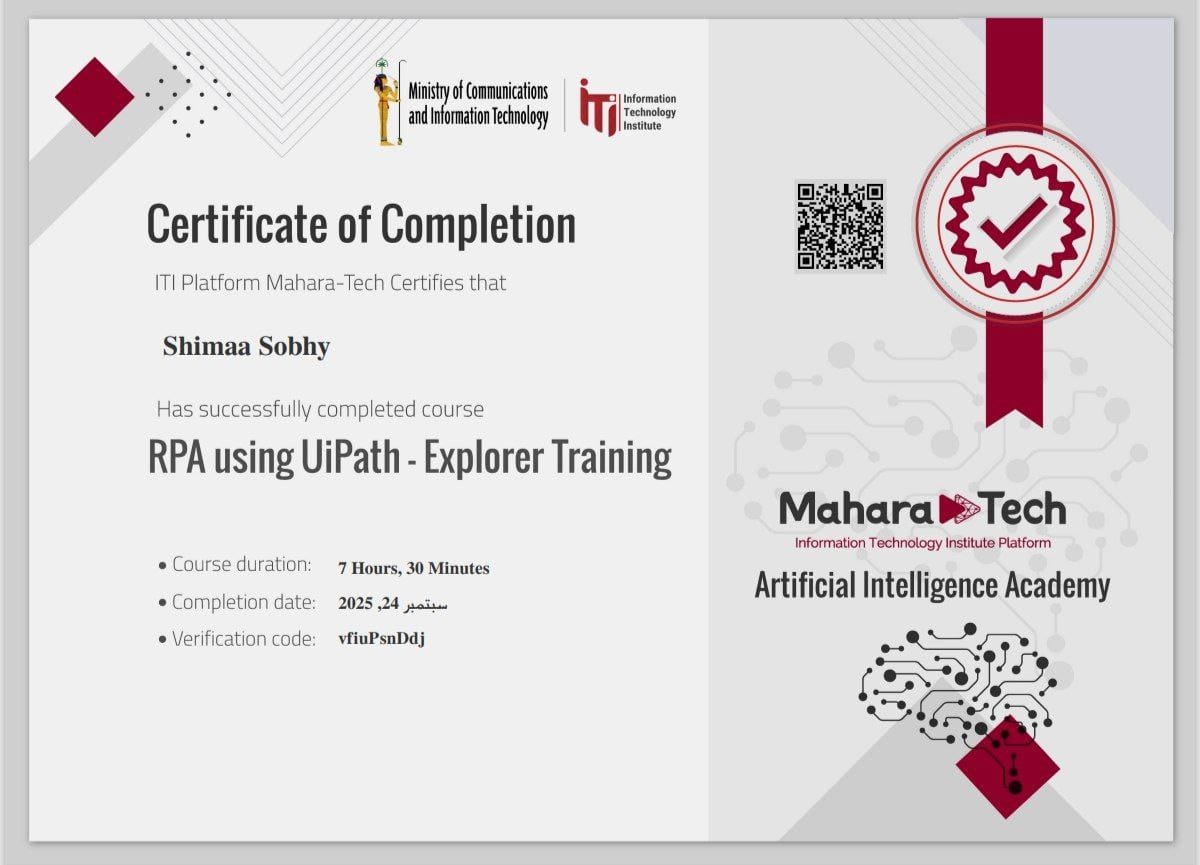 Ministry of Communications
and Information Technology
iTi
Information
Technology
Institute
Certificate of Completion
ITI Platform Mahara-Tech Certifies that
Shimaa Sobhy
Has successfully completed course
RPA using UiPath - Explorer Training
• Course duration: 7 Hours, 30 Minutes
• Completion date: 2025 ,24 سبتمبر
• Verification code: vfiuPsnDdj
Mahara Tech
Information Technology Institute Platform
Artificial Intelligence Academy